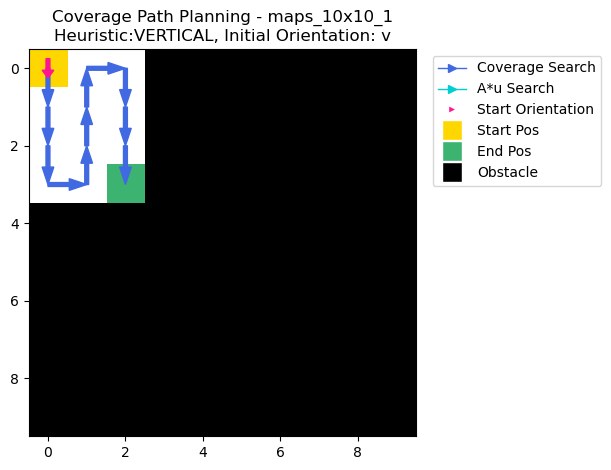 Coverage Path Planning - maps_10x10_1
Heuristic:VERTICAL, Initial Orientation: v
Coverage Search
A*u Search
Start Orientation
Start Pos
End Pos
Obstacle
0
2
4
6
8
0 2 4 6 8